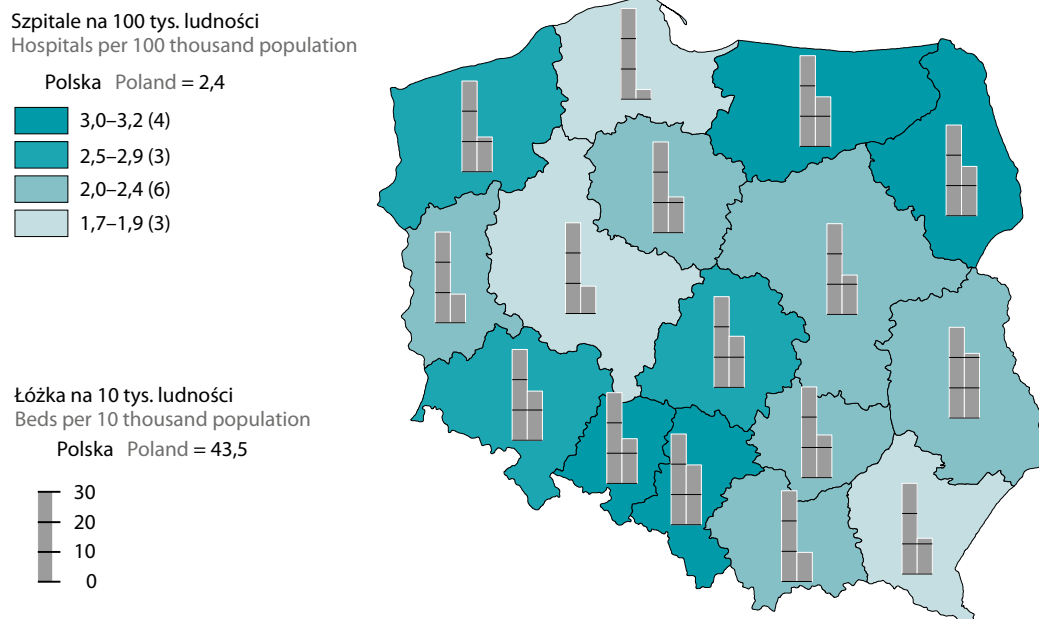 Szpitale na 100 tys. ludności
Hospitals per 100 thousand population
Polska Poland = 2,4
3,0–3,2 (4)
2,5–2,9 (3)
2,0–2,4 (6)
1,7–1,9 (3)
Łóżka na 10 tys. ludności
Beds per 10 thousand population
Polska Poland = 43,5
30
20
10
0